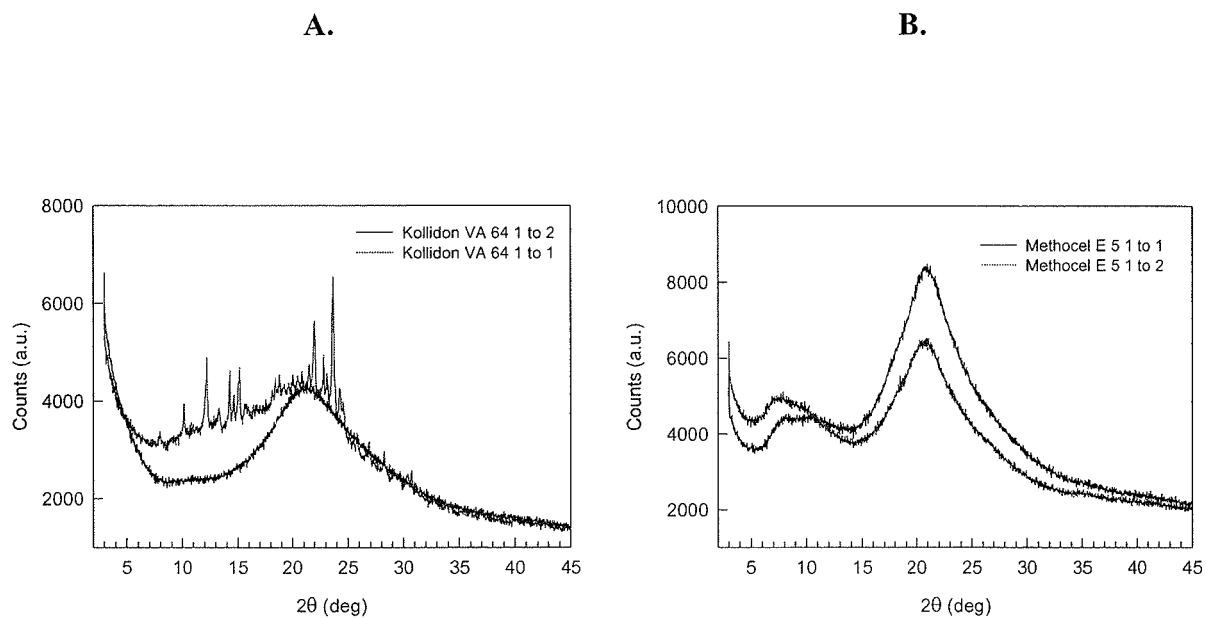 A.
B.
8000
6000
4000
2000
Counts (a.u.)
Kollidon VA 64 1 to 2
Kollidon VA 64 1 to 1
5 10 15 20 25 30 35 40 45
2θ (deg)
10000
8000
6000
4000
2000
Counts (a.u.)
Methocel E 5 1 to 1
Methocel E 5 1 to 2
5 10 15 20 25 30 35 40 45
2θ (deg)